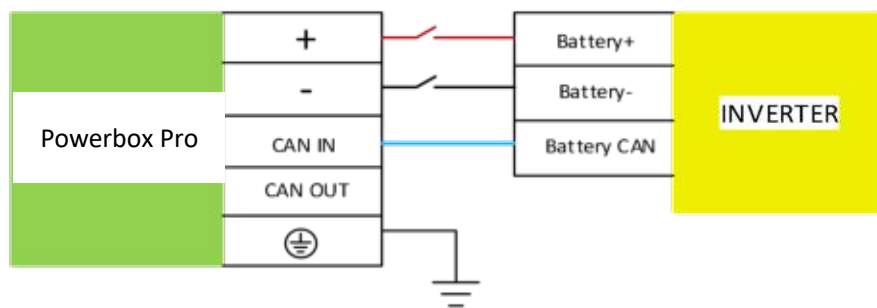 Powerbox Pro
+
-
CAN IN
CAN OUT
Battery+
Battery-
Battery CAN
INVERTER